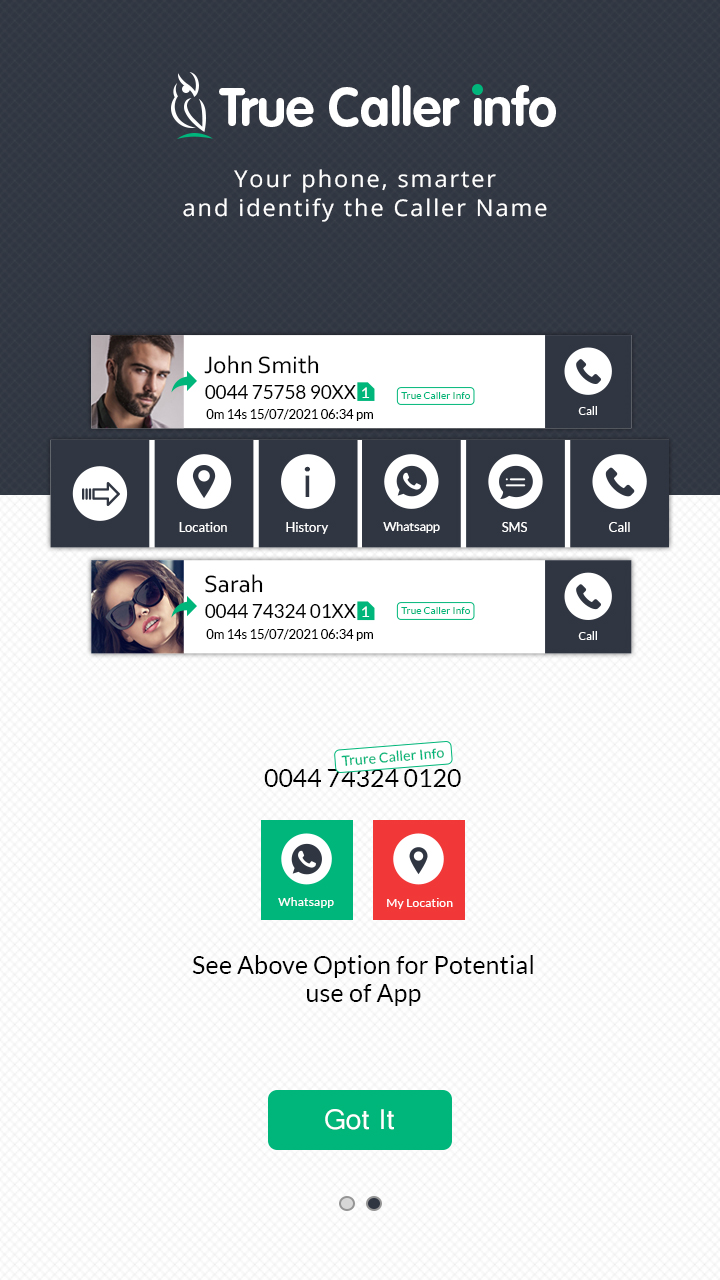 True Caller info
Your phone, smarter
and identify the Caller Name
John Smith
0044 75758 90XX 1
True Caller Info
0m 14s 15/07/2021 06:34 pm
Call
Location
History
Whatsapp
SMS
Call
Sarah
0044 74324 01XX 1
True Caller Info
0m 14s 15/07/2021 06:34 pm
Call
Trure Caller Info
0044 74324 0120
Whatsapp
My Location
See Above Option for Potential
use of App
Got It